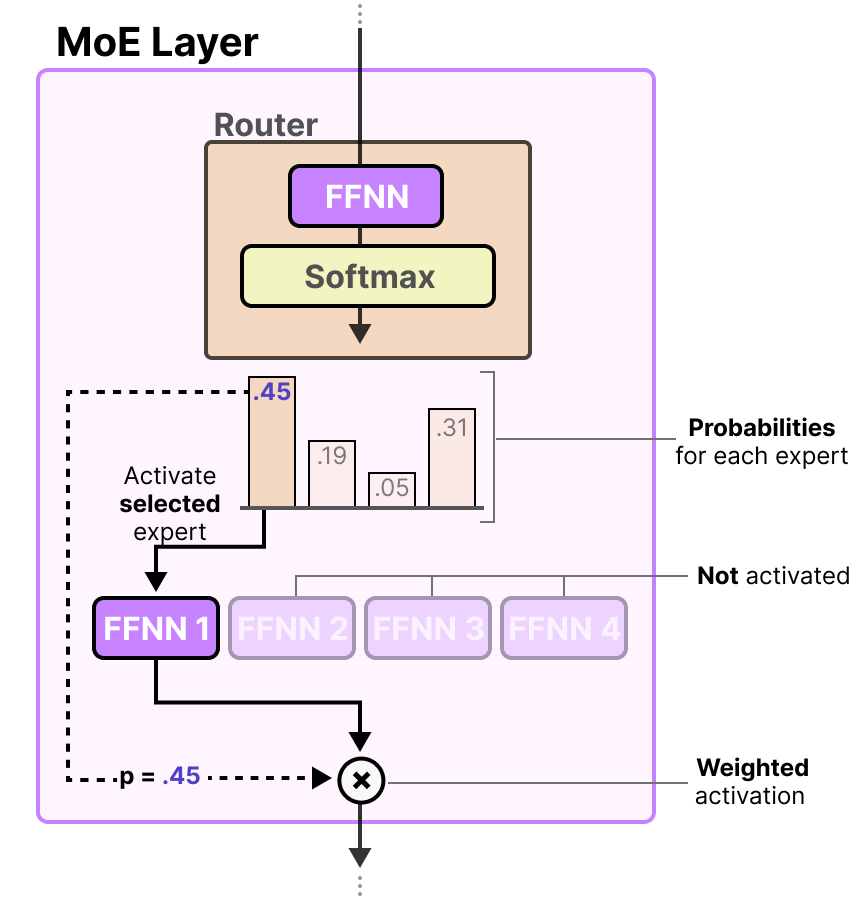 MoE Layer
Router
FFNN
Softmax
.45
.19
.05
.31
Probabilities
for each expert
Activate
selected
expert
Not activated
FFNN 1
FFNN 2
FFNN 3
FFNN 4
p = .45
Weighted
activation